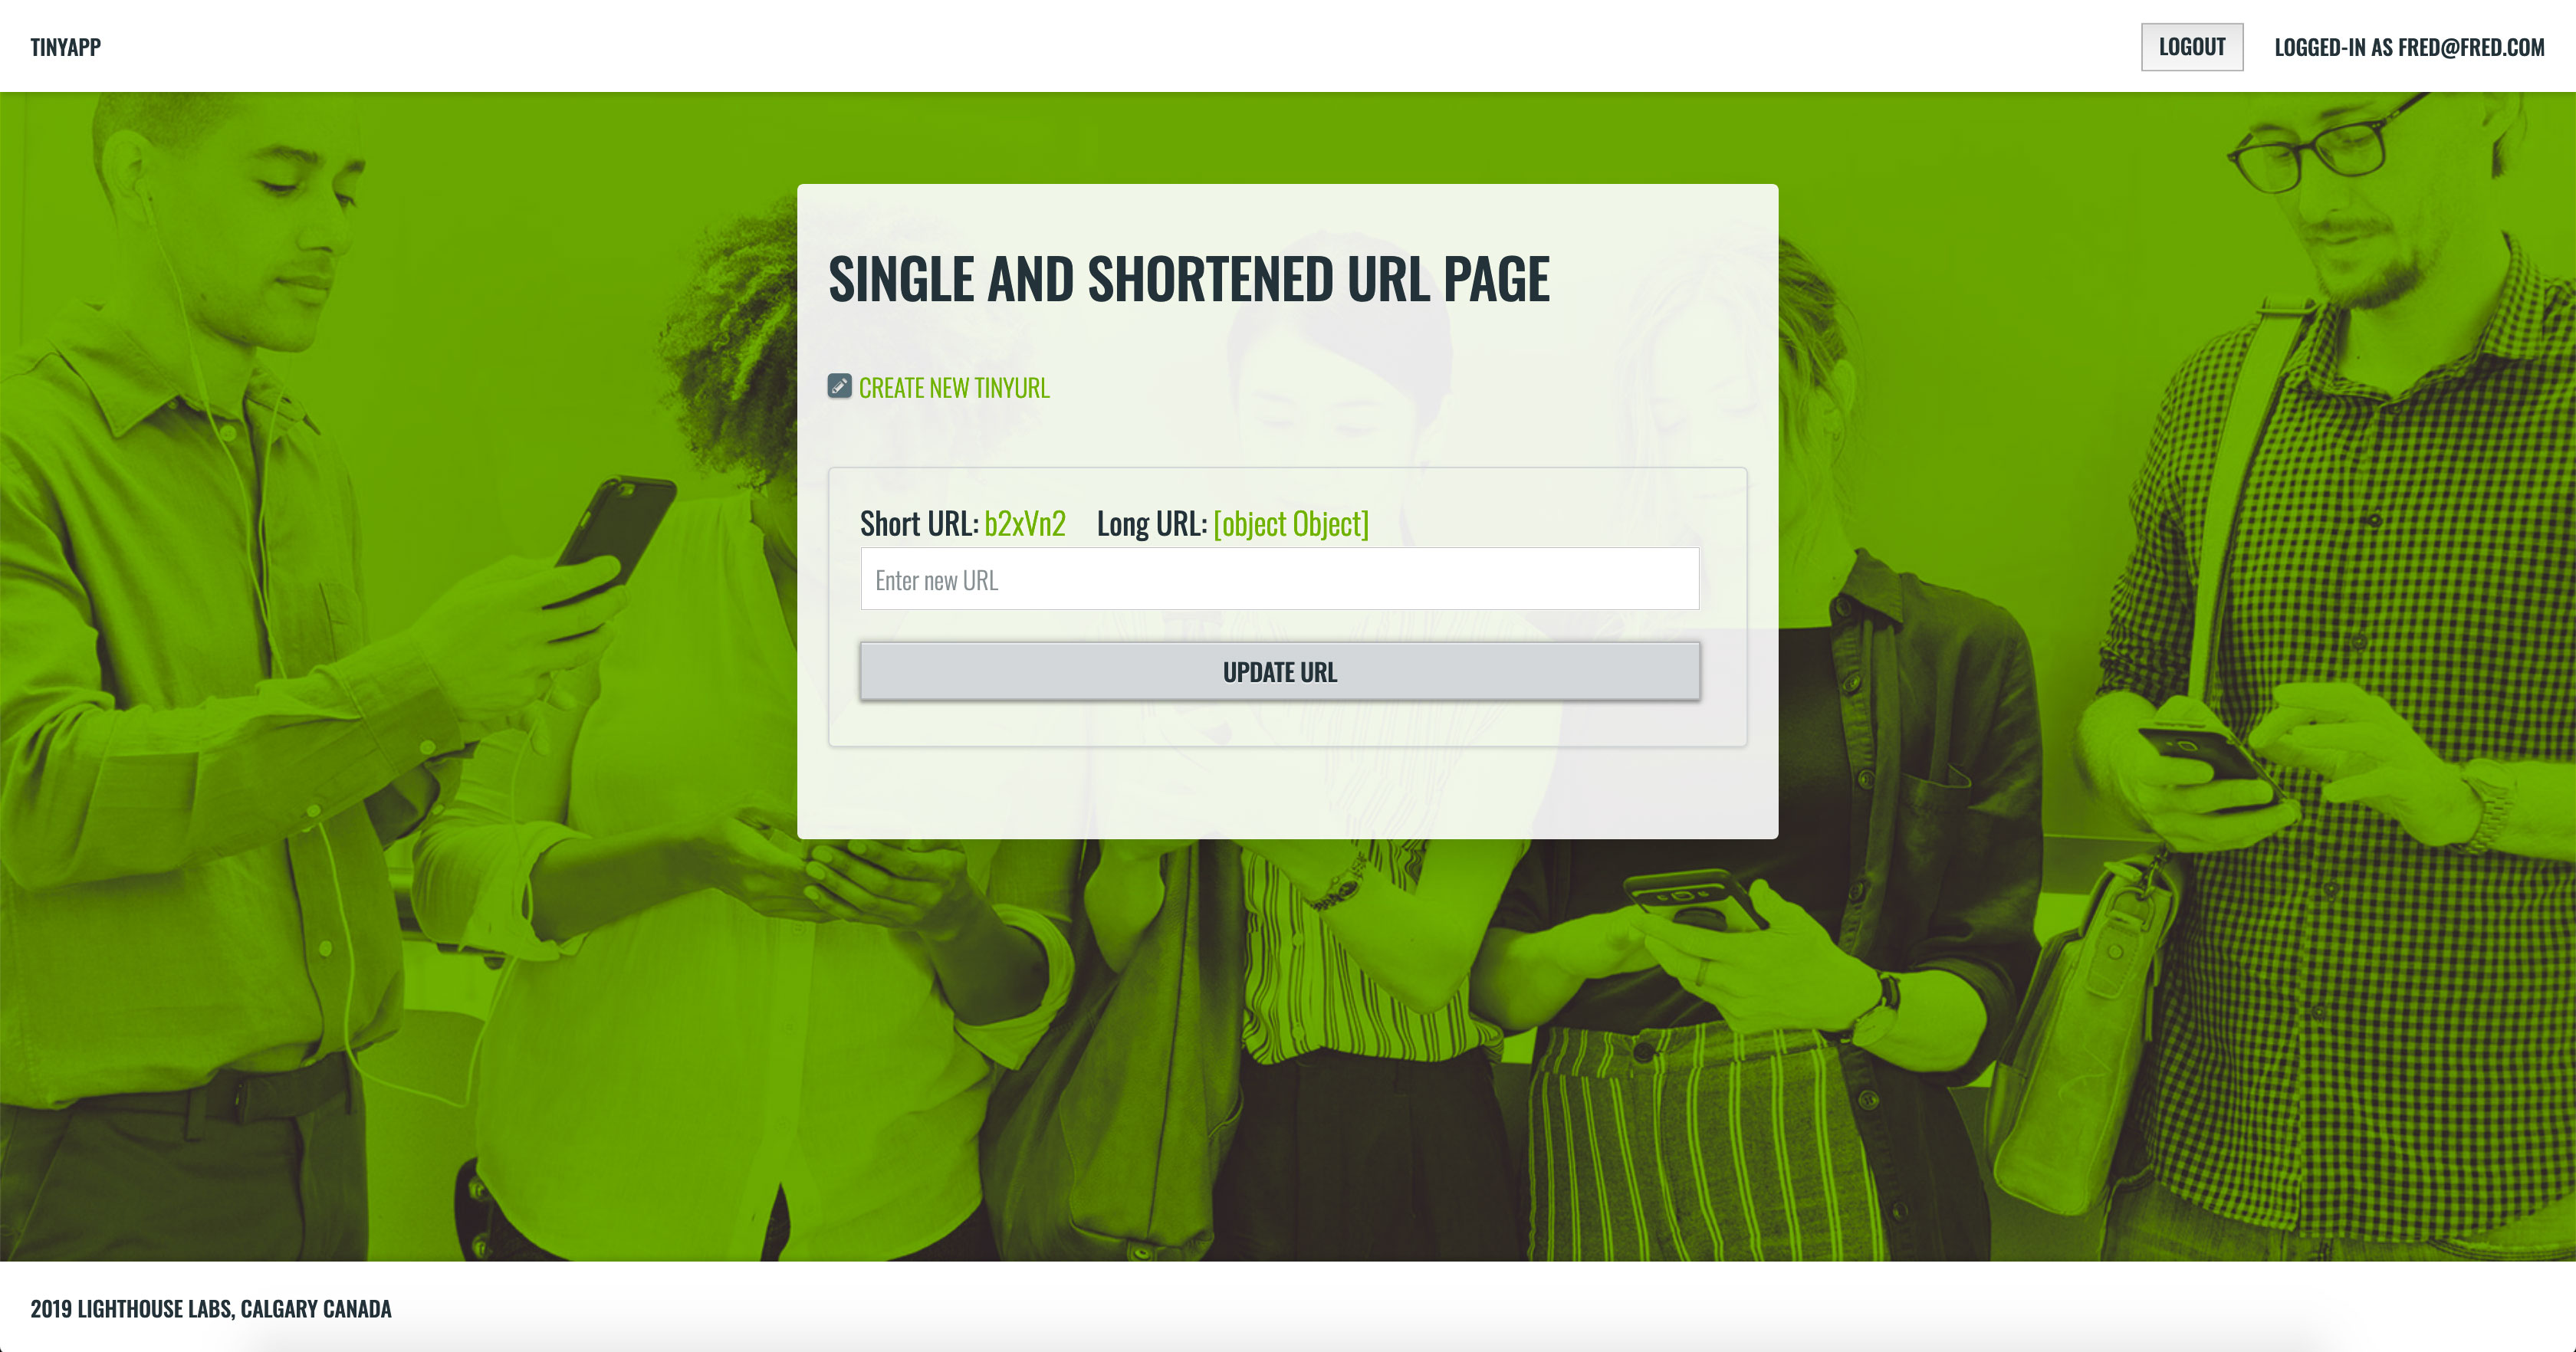 TINYAPP
LOGOUT
LOGGED-IN AS FRED@FRED.COM
SINGLE AND SHORTENED URL PAGE
CREATE NEW TINYURL
Short URL: b2xVn2 Long URL: [object Object]
Enter new URL
UPDATE URL
2019 LIGHTHOUSE LABS, CALGARY CANADA